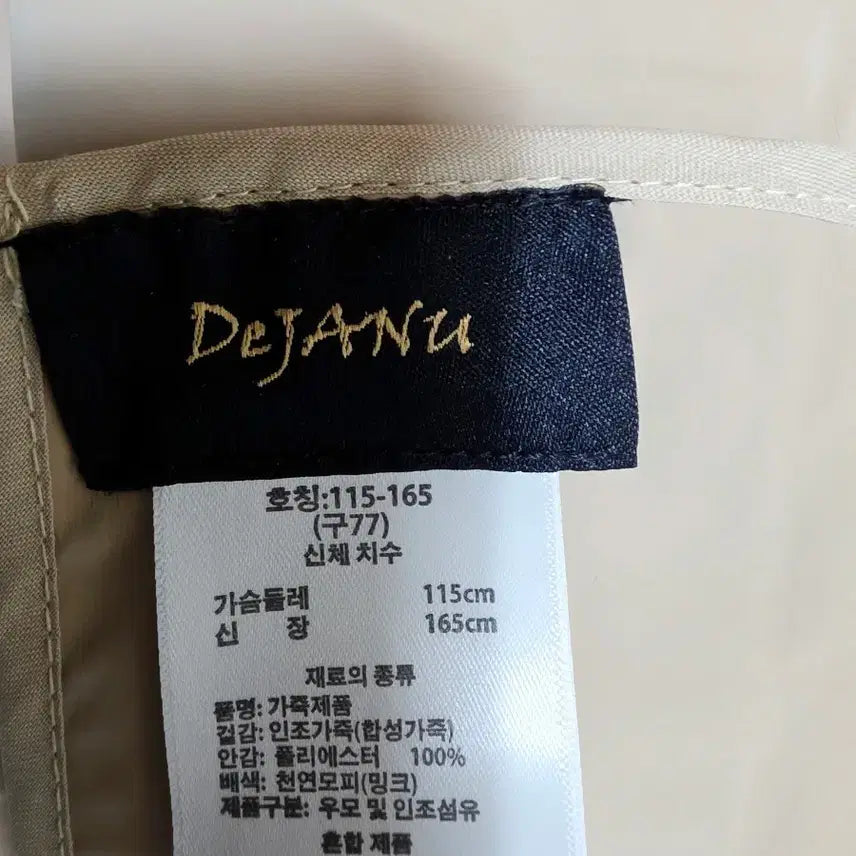 DeJANU
호칭:115-165
(구77)
신체 치수
가슴둘레 115cm
신 장 165cm
재료의 종류
품명: 가죽제품
겉감: 인조가죽(합성가죽)
안감: 폴리에스터 100%
배색: 천연모피(밍크)
제품구분: 우모 및 인조섬유
혼합 제품